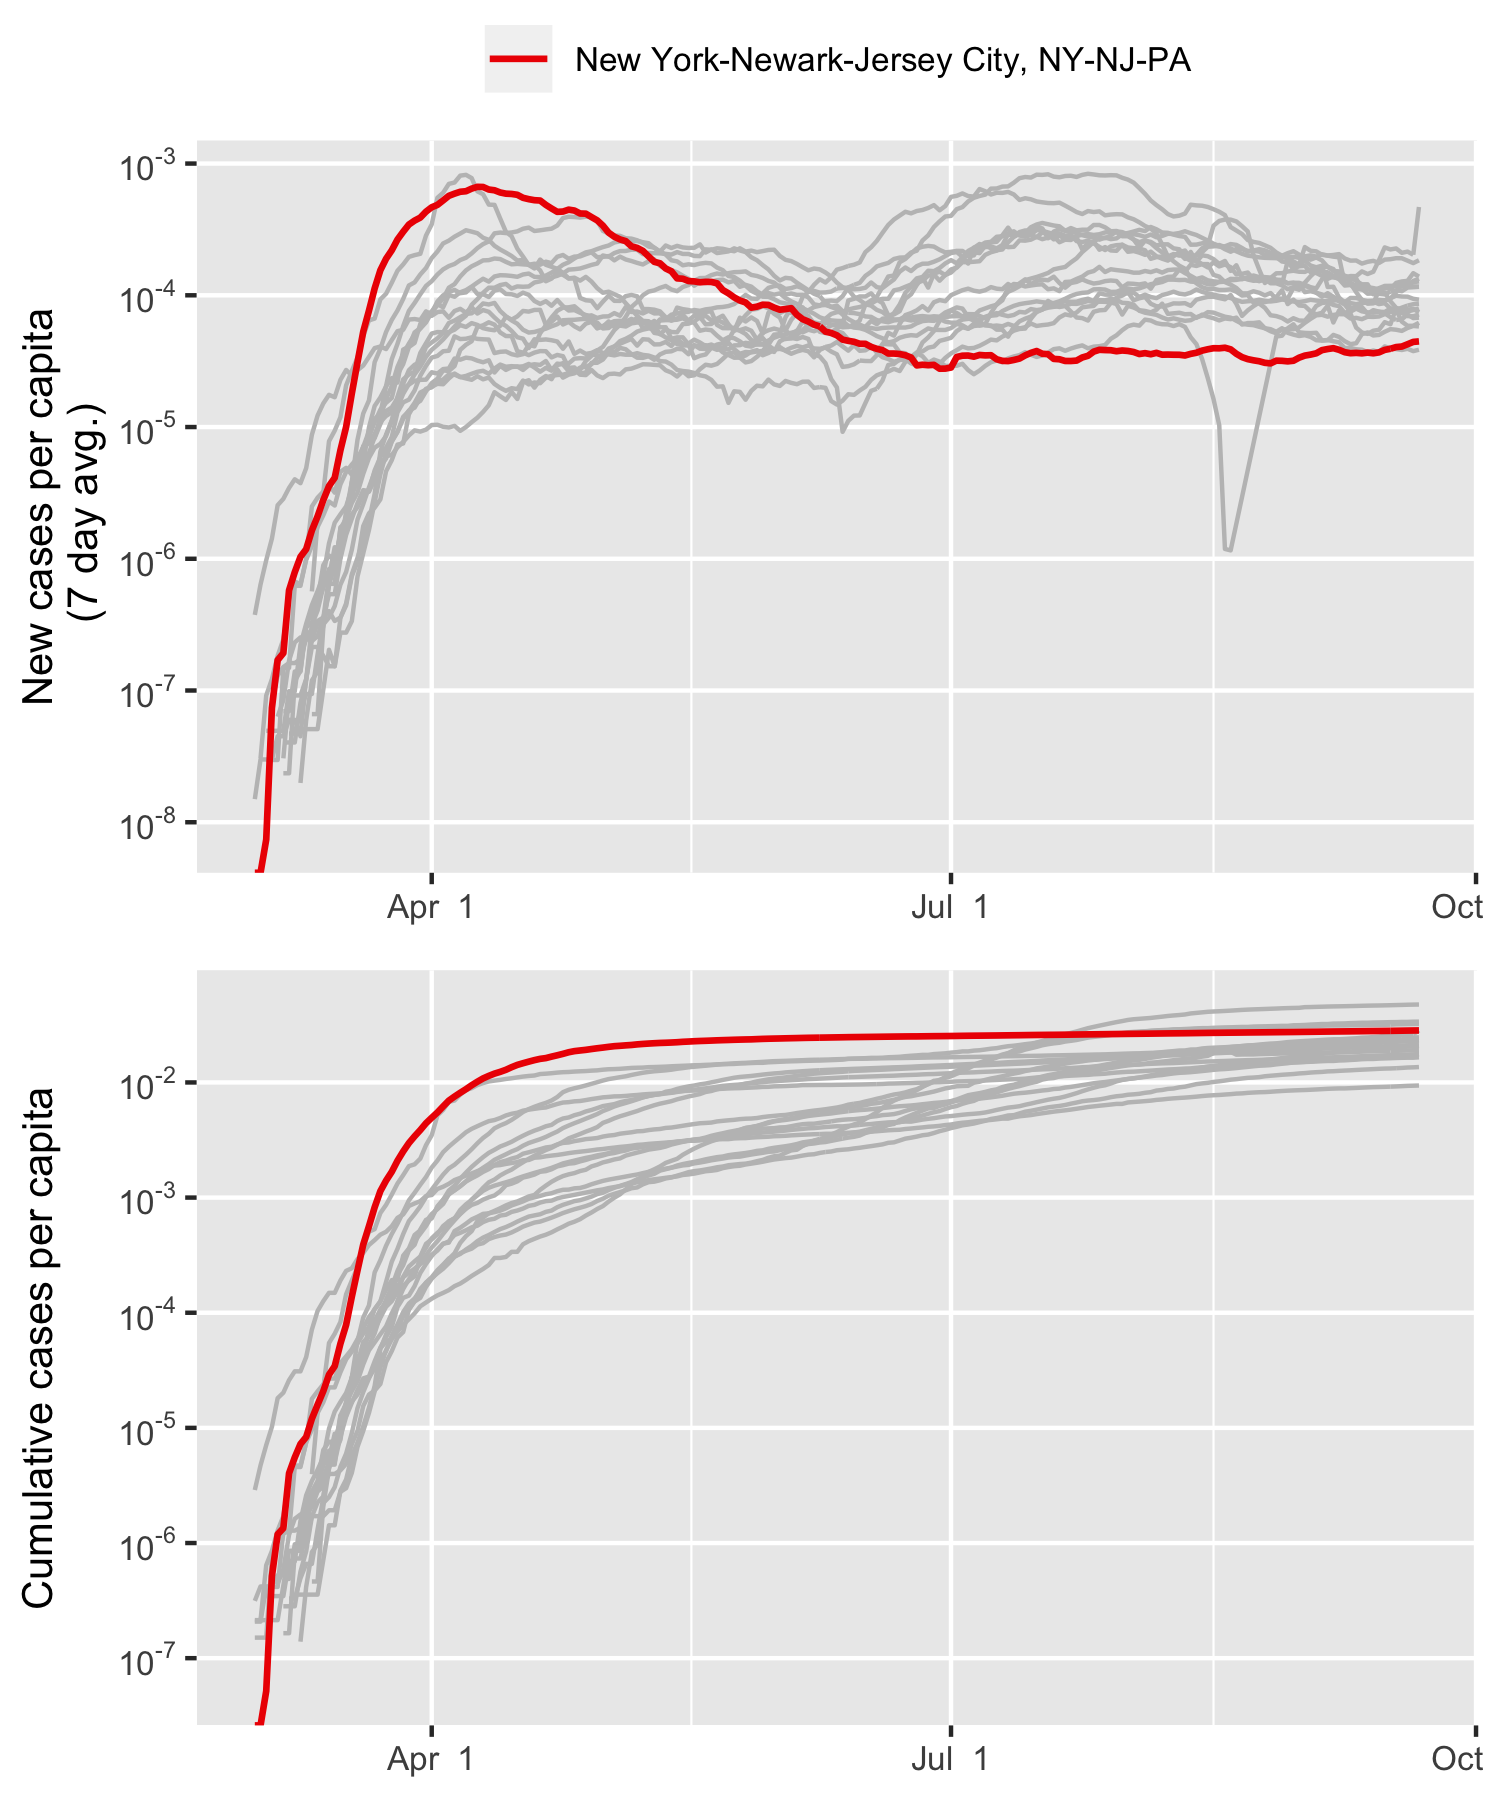 New York-Newark-Jersey City, NY-NJ-PA
New cases per capita
(7 day avg.)
10⁻³
10⁻⁴
10⁻⁵
10⁻⁶
10⁻⁷
10⁻⁸
Apr 1 Jul 1 Oct
Cumulative cases per capita
10⁻²
10⁻³
10⁻⁴
10⁻⁵
10⁻⁶
10⁻⁷
Apr 1 Jul 1 Oct